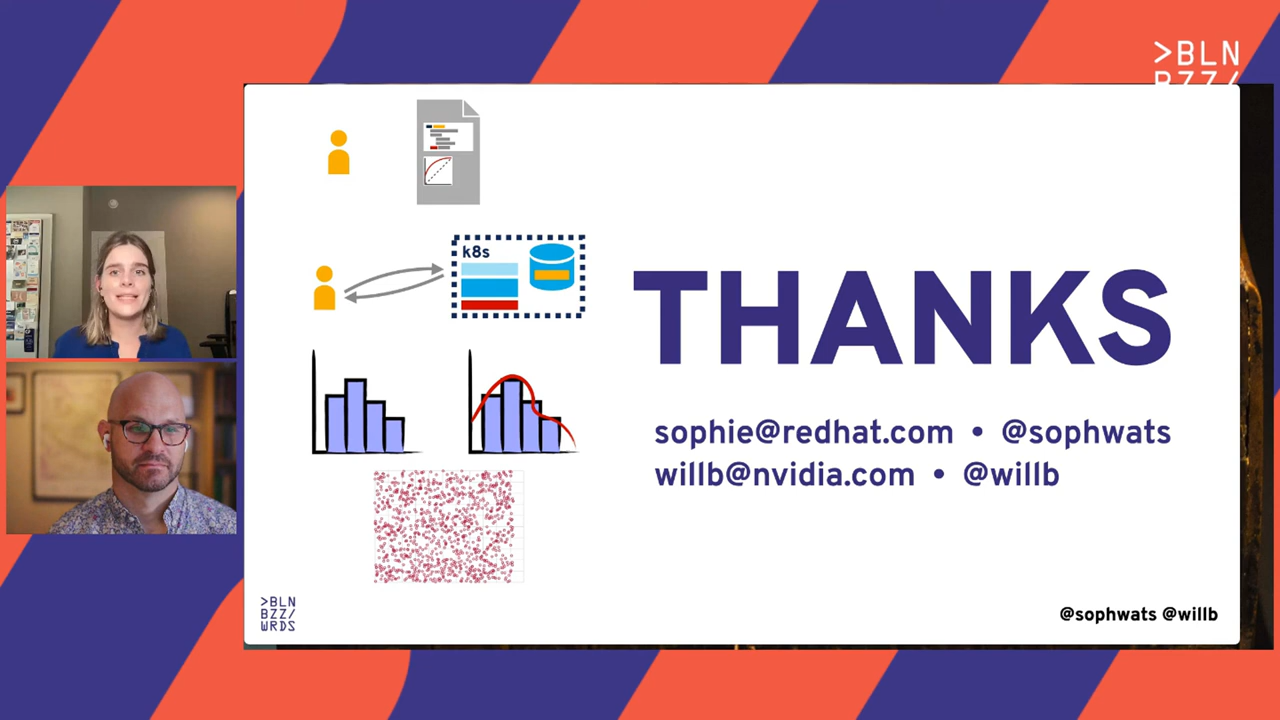 >BLN
k8s
THANKS
sophie@redhat.com • @sophwats
willb@nvidia.com • @willb
>BLN
BZZ/
WRDS
@sophwats @willb